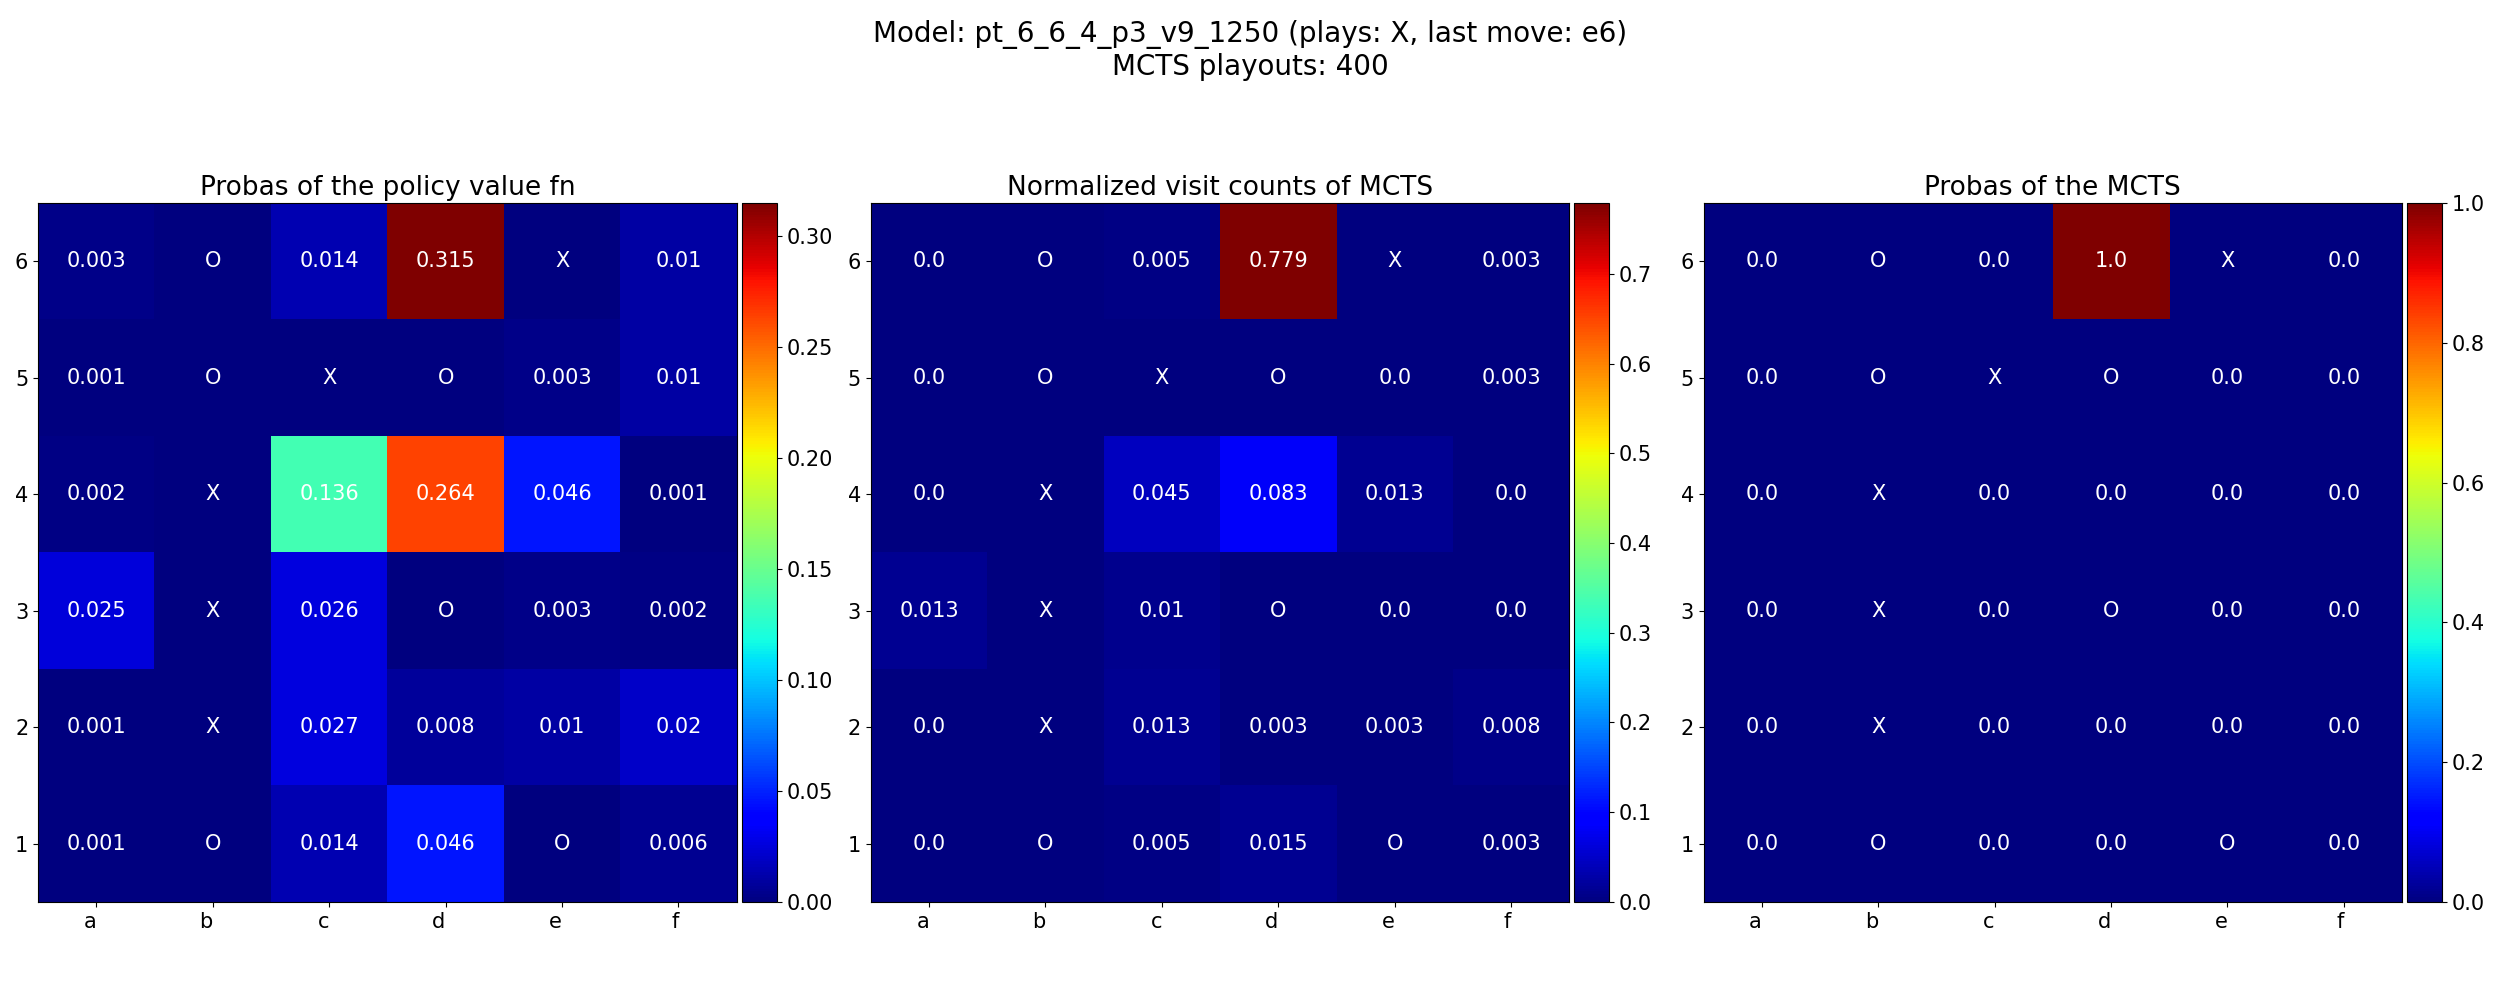 Model: pt_6_6_4_p3_v9_1250 (plays: X, last move: e6)
MCTS playouts: 400
Probas of the policy value fn
6 0.003 O 0.014 0.315 X 0.01
5 0.001 O X O 0.003 0.01
4 0.002 X 0.136 0.264 0.046 0.001
3 0.025 X 0.026 O 0.003 0.002
2 0.001 X 0.027 0.008 0.01 0.02
1 0.001 O 0.014 0.046 O 0.006
a b c d e f
0.30
0.25
0.20
0.15
0.10
0.05
0.00
Normalized visit counts of MCTS
6 0.0 O 0.005 0.779 X 0.003
5 0.0 O X O 0.0 0.003
4 0.0 X 0.045 0.083 0.013 0.0
3 0.013 X 0.01 O 0.0 0.0
2 0.0 X 0.013 0.003 0.003 0.008
1 0.0 O 0.005 0.015 O 0.003
a b c d e f
0.7
0.6
0.5
0.4
0.3
0.2
0.1
0.0
Probas of the MCTS
6 0.0 O 0.0 1.0 X 0.0
5 0.0 O X O 0.0 0.0
4 0.0 X 0.0 0.0 0.0 0.0
3 0.0 X 0.0 O 0.0 0.0
2 0.0 X 0.0 0.0 0.0 0.0
1 0.0 O 0.0 0.0 O 0.0
a b c d e f
1.0
0.8
0.6
0.4
0.2
0.0